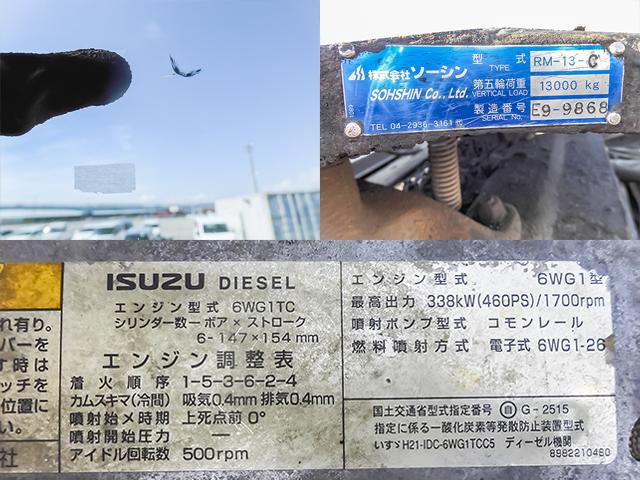 株式会社ソーシン
SOHSHIN Co., Ltd.
TEL 04-2936-3161 代
型式 TYPE RM-13-C
第五輪荷重 VERTICAL LOAD 13000 kg
製造番号 SERIAL No. E9-9868
れ有り。
バーを
す時は
ッチを
位置に
社
ISUZU DIESEL
エンジン型式 6WG1TC
シリンダー数−ボア×ストローク
6-147×154 mm
エンジン調整表
着火順序 1-5-3-6-2-4
カムスキマ(冷間) 吸気0.4mm 排気0.4mm
噴射始メ時期 上死点前 0°
噴射開始圧力 ―
アイドル回転数 500rpm
エンジン型式 6WG1型
最高出力 338kW(460PS)/1700rpm
噴射ポンプ型式 コモンレール
燃料噴射方式 電子式 6WG1-26
国土交通省型式指定番号 自 G-2515
指定に係る一酸化炭素等発散防止装置型式
いすゞH21-IDC-6WG1TCC5 ディーゼル機関
8982210480